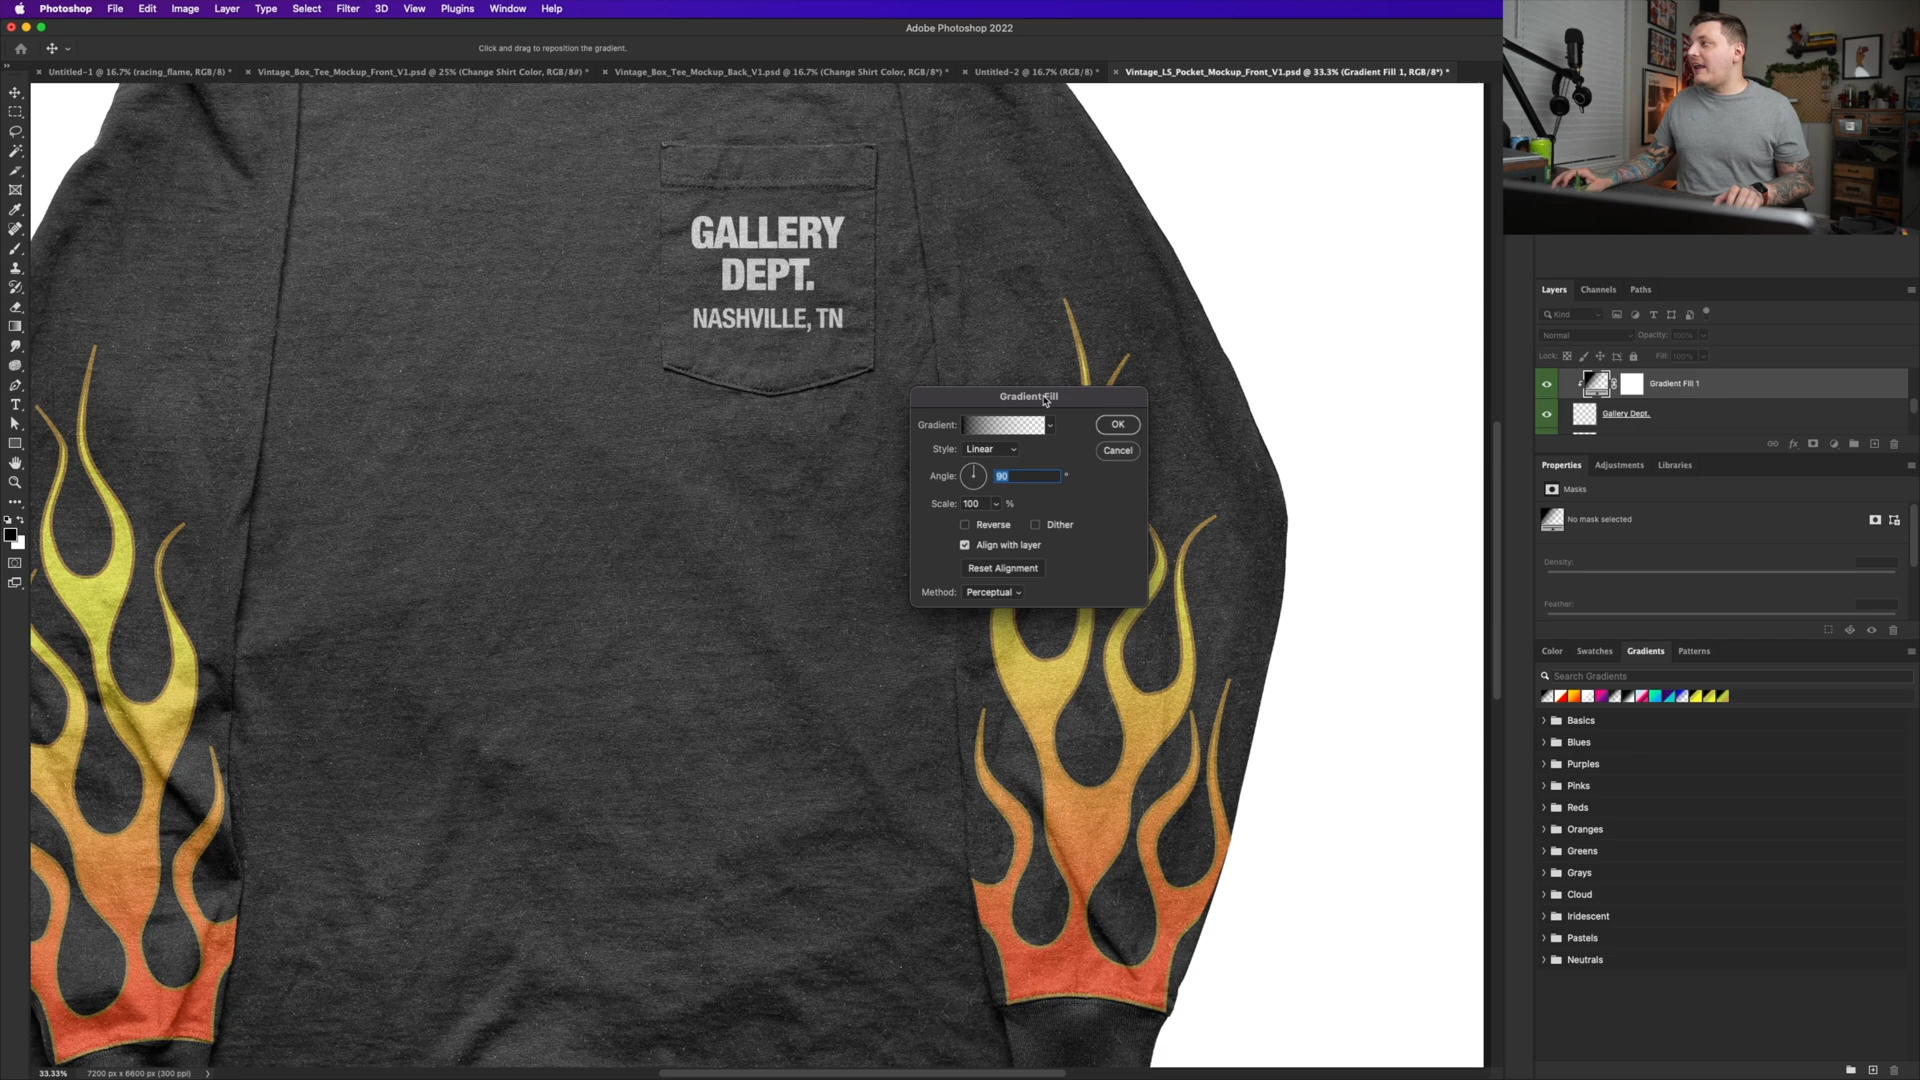 Photoshop File Edit Image Layer Type Select Filter 3D View Plugins Window Help
Adobe Photoshop 2022
Click and drag to reposition the gradient.
Untitled-1 @ 16.7% (racing_flame, RGB/8) *
Vintage_Box_Tee_Mockup_Front_V1.psd @ 25% (Change Shirt Color, RGB/8#) *
Vintage_Box_Tee_Mockup_Back_V1.psd @ 16.7% (Change Shirt Color, RGB/8*) *
Untitled-2 @ 16.7% (RGB/8) *
Vintage_LS_Pocket_Mockup_Front_V1.psd @ 33.3% (Gradient Fill 1, RGB/8*) *
GALLERY
DEPT.
NASHVILLE, TN
Gradient Fill
Gradient:
OK
Style: Linear
Cancel
Angle: 90 °
Scale: 100 %
Reverse Dither
Align with layer
Reset Alignment
Method: Perceptual
Layers Channels Paths
Kind
Normal Opacity: 100%
Lock: Fill: 100%
Gradient Fill 1
Gallery Dept.
fx
Properties Adjustments Libraries
Masks
No mask selected
Density:
Feather:
Color Swatches Gradients Patterns
Search Gradients
Basics
Blues
Purples
Pinks
Reds
Oranges
Greens
Grays
Cloud
Iridescent
Pastels
Neutrals
33.33% 7200 px x 6600 px (300 ppi)